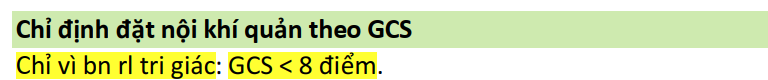 Chỉ định đặt nội khí quản theo GCS
Chỉ vì bn rl tri giác: GCS < 8 điểm.